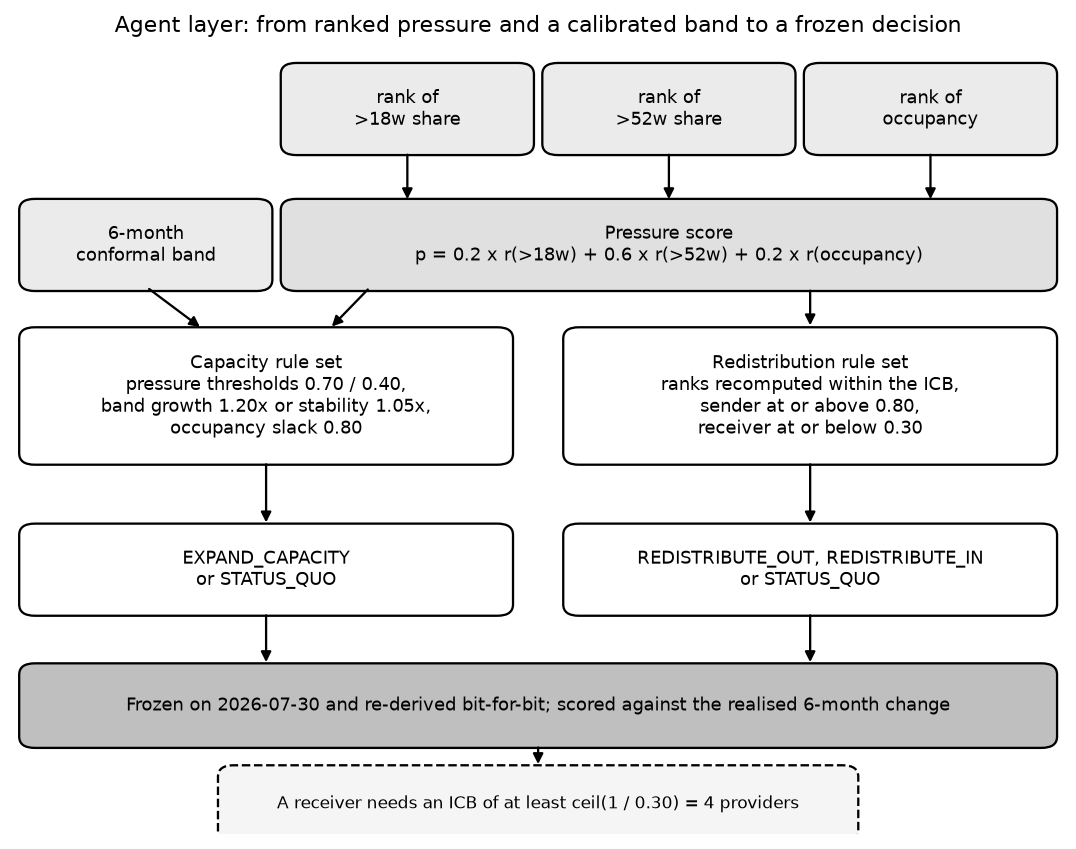 Agent layer: from ranked pressure and a calibrated band to a frozen decision
rank of
>18w share
rank of
>52w share
rank of
occupancy
6-month
conformal band
Pressure score
p = 0.2 x r(>18w) + 0.6 x r(>52w) + 0.2 x r(occupancy)
Capacity rule set
pressure thresholds 0.70 / 0.40,
band growth 1.20x or stability 1.05x,
occupancy slack 0.80
Redistribution rule set
ranks recomputed within the ICB,
sender at or above 0.80,
receiver at or below 0.30
EXPAND_CAPACITY
or STATUS_QUO
REDISTRIBUTE_OUT, REDISTRIBUTE_IN
or STATUS_QUO
Frozen on 2026-07-30 and re-derived bit-for-bit; scored against the realised 6-month change
A receiver needs an ICB of at least ceil(1 / 0.30) = 4 providers